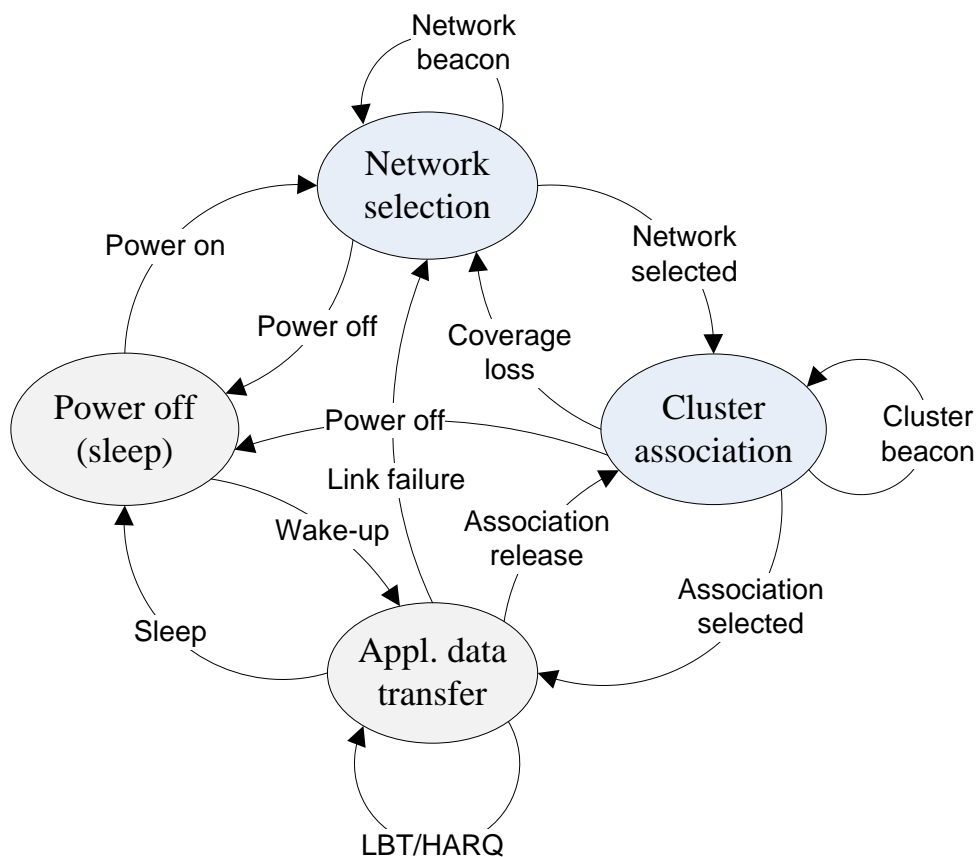 Network
beacon
Network
selection
Power on
Network
selected
Power off
Coverage
loss
Power off
(sleep)
Power off
Cluster
association
Cluster
beacon
Link failure
Wake-up
Association
release
Association
selected
Sleep
Appl. data
transfer
LBT/HARQ